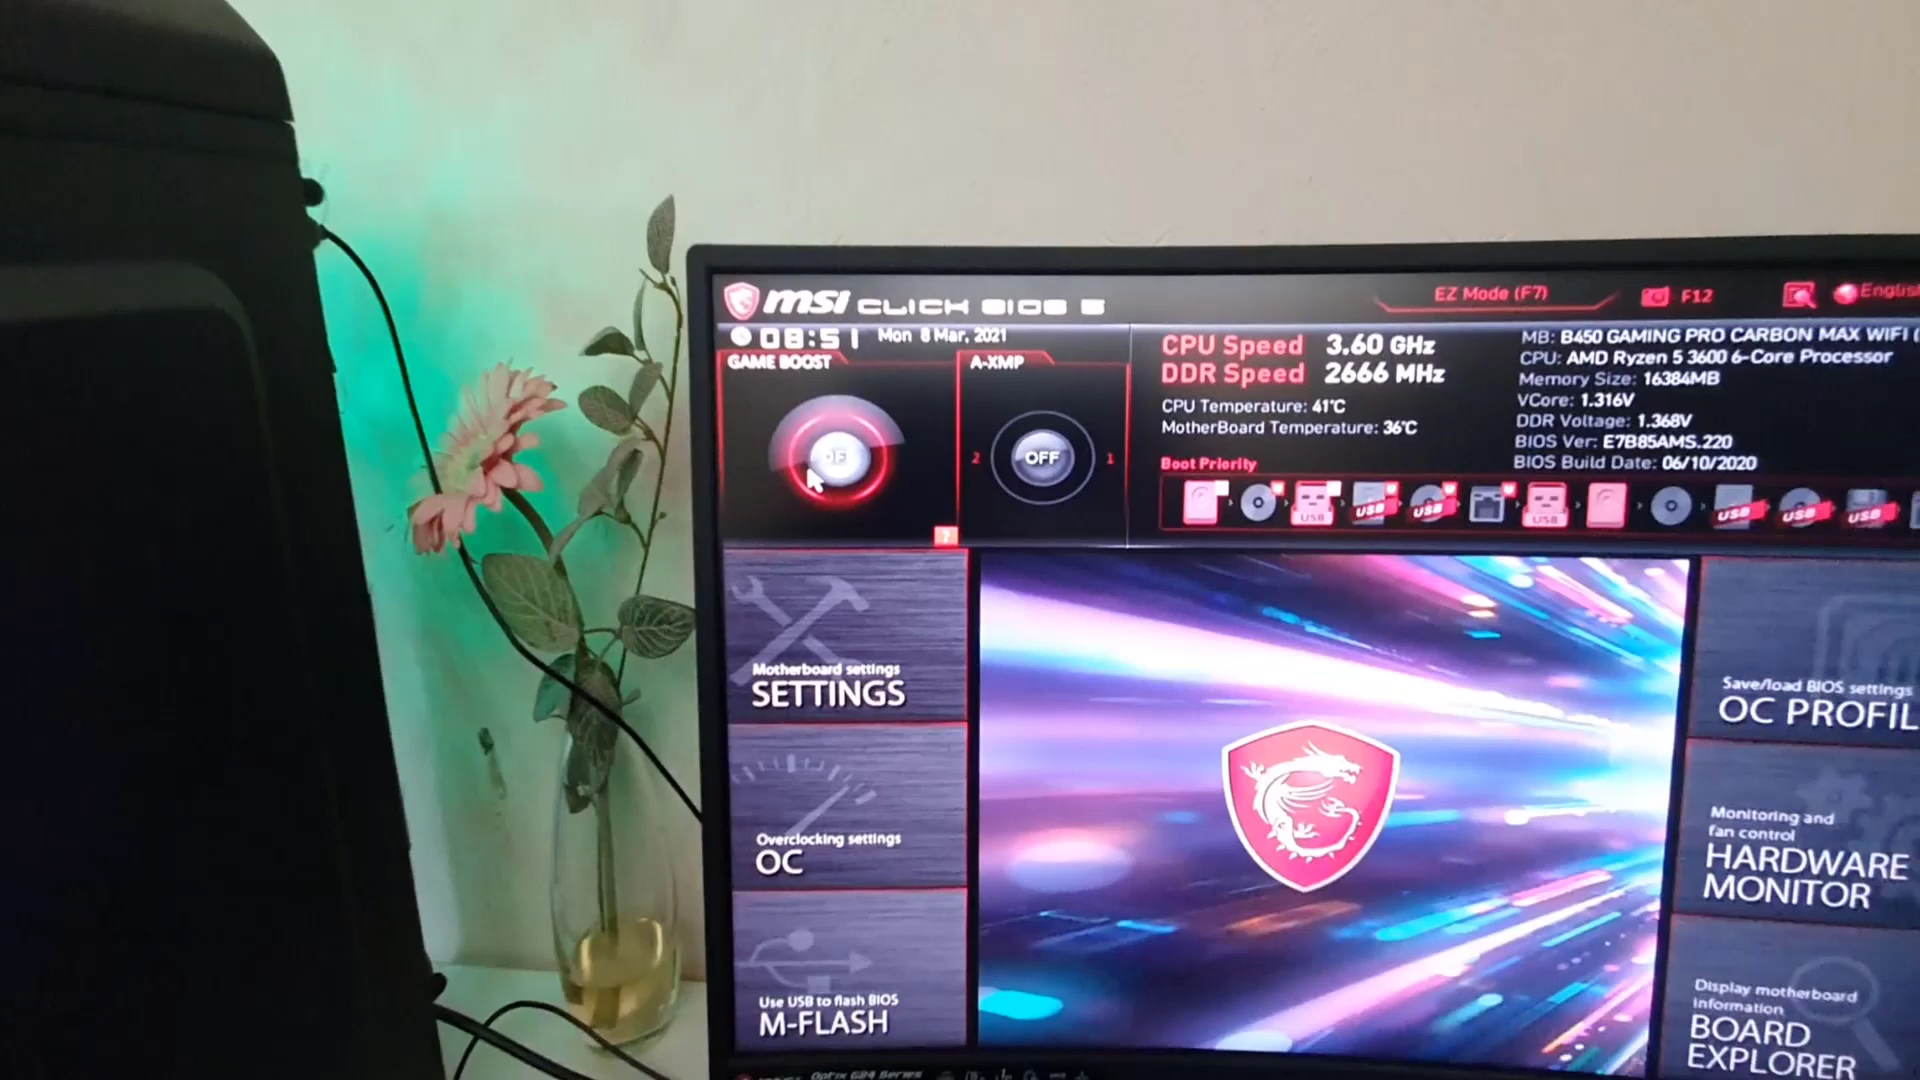 msi CLICK BIOS 5
EZ Mode (F7)
F12
English
08:51 Mon 8 Mar, 2021
GAME BOOST
A-XMP
2 OFF 1
?
CPU Speed 3.60 GHz
DDR Speed 2666 MHz
CPU Temperature: 41°C
MotherBoard Temperature: 36°C
MB: B450 GAMING PRO CARBON MAX WIFI (
CPU: AMD Ryzen 5 3600 6-Core Processor
Memory Size: 16384MB
VCore: 1.316V
DDR Voltage: 1.368V
BIOS Ver: E7B85AMS.220
BIOS Build Date: 06/10/2020
Boot Priority
USB USB USB USB USB USB USB
Motherboard settings
SETTINGS
Overclocking settings
OC
Use USB to flash BIOS
M-FLASH
Save/load BIOS settings
OC PROFIL
Monitoring and
fan control
HARDWARE
MONITOR
Display motherboard
information
BOARD
EXPLORER
Optix G24 Series